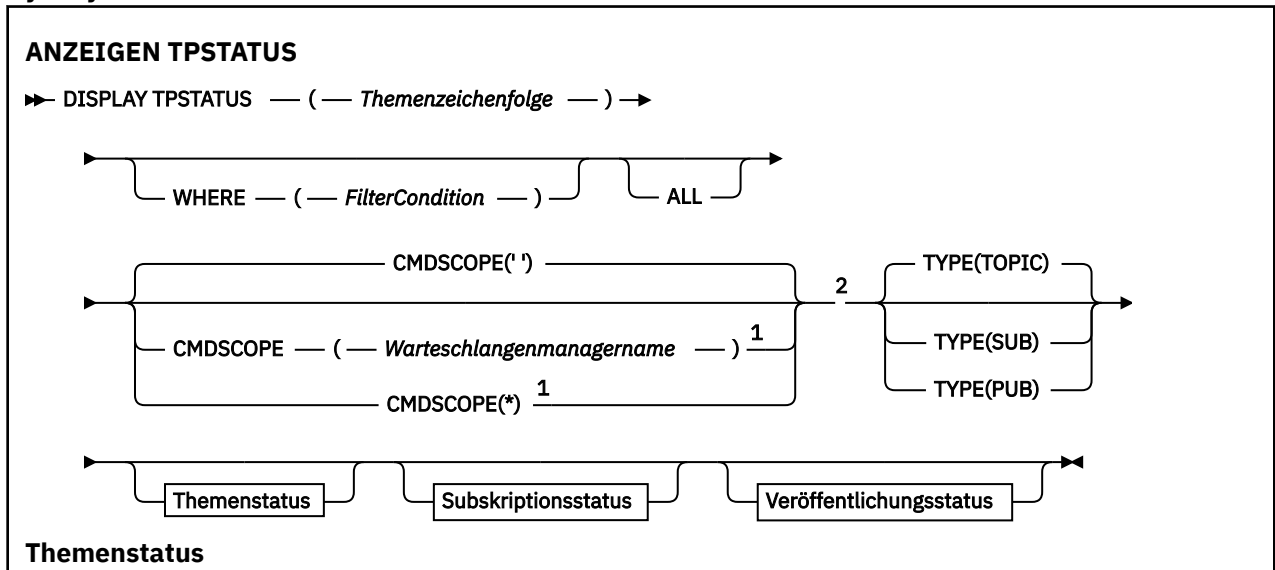 ANZEIGEN TPSTATUS
DISPLAY TPSTATUS ( Themenzeichenfolge )
WHERE ( FilterCondition ) ALL
CMDSCOPE(' ') TYPE(TOPIC)
2
CMDSCOPE ( Warteschlangenmanagername ) 1 TYPE(SUB)
CMDSCOPE(*) 1 TYPE(PUB)
Themenstatus Subskriptionsstatus Veröffentlichungsstatus
Themenstatus